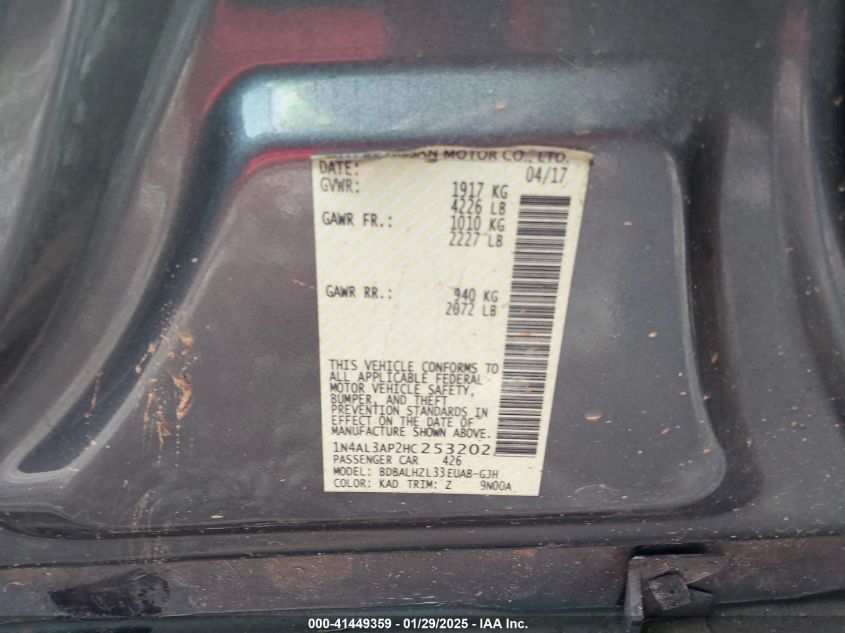 NISSAN MOTOR CO., LTD.
DATE: 04/17
GVWR: 1917 KG
4226 LB
GAWR FR.: 1010 KG
2227 LB
GAWR RR.: 940 KG
2072 LB
THIS VEHICLE CONFORMS TO
ALL APPLICABLE FEDERAL
MOTOR VEHICLE SAFETY,
BUMPER, AND THEFT
PREVENTION STANDARDS IN
EFFECT ON THE DATE OF
MANUFACTURE SHOWN ABOVE.
1N4AL3AP2HC253202
PASSENGER CAR 426
MODEL: BDBALHZL33EUAB-GJH
COLOR: KAD TRIM: Z 9N00A
000-41449359 - 01/29/2025 - IAA Inc.